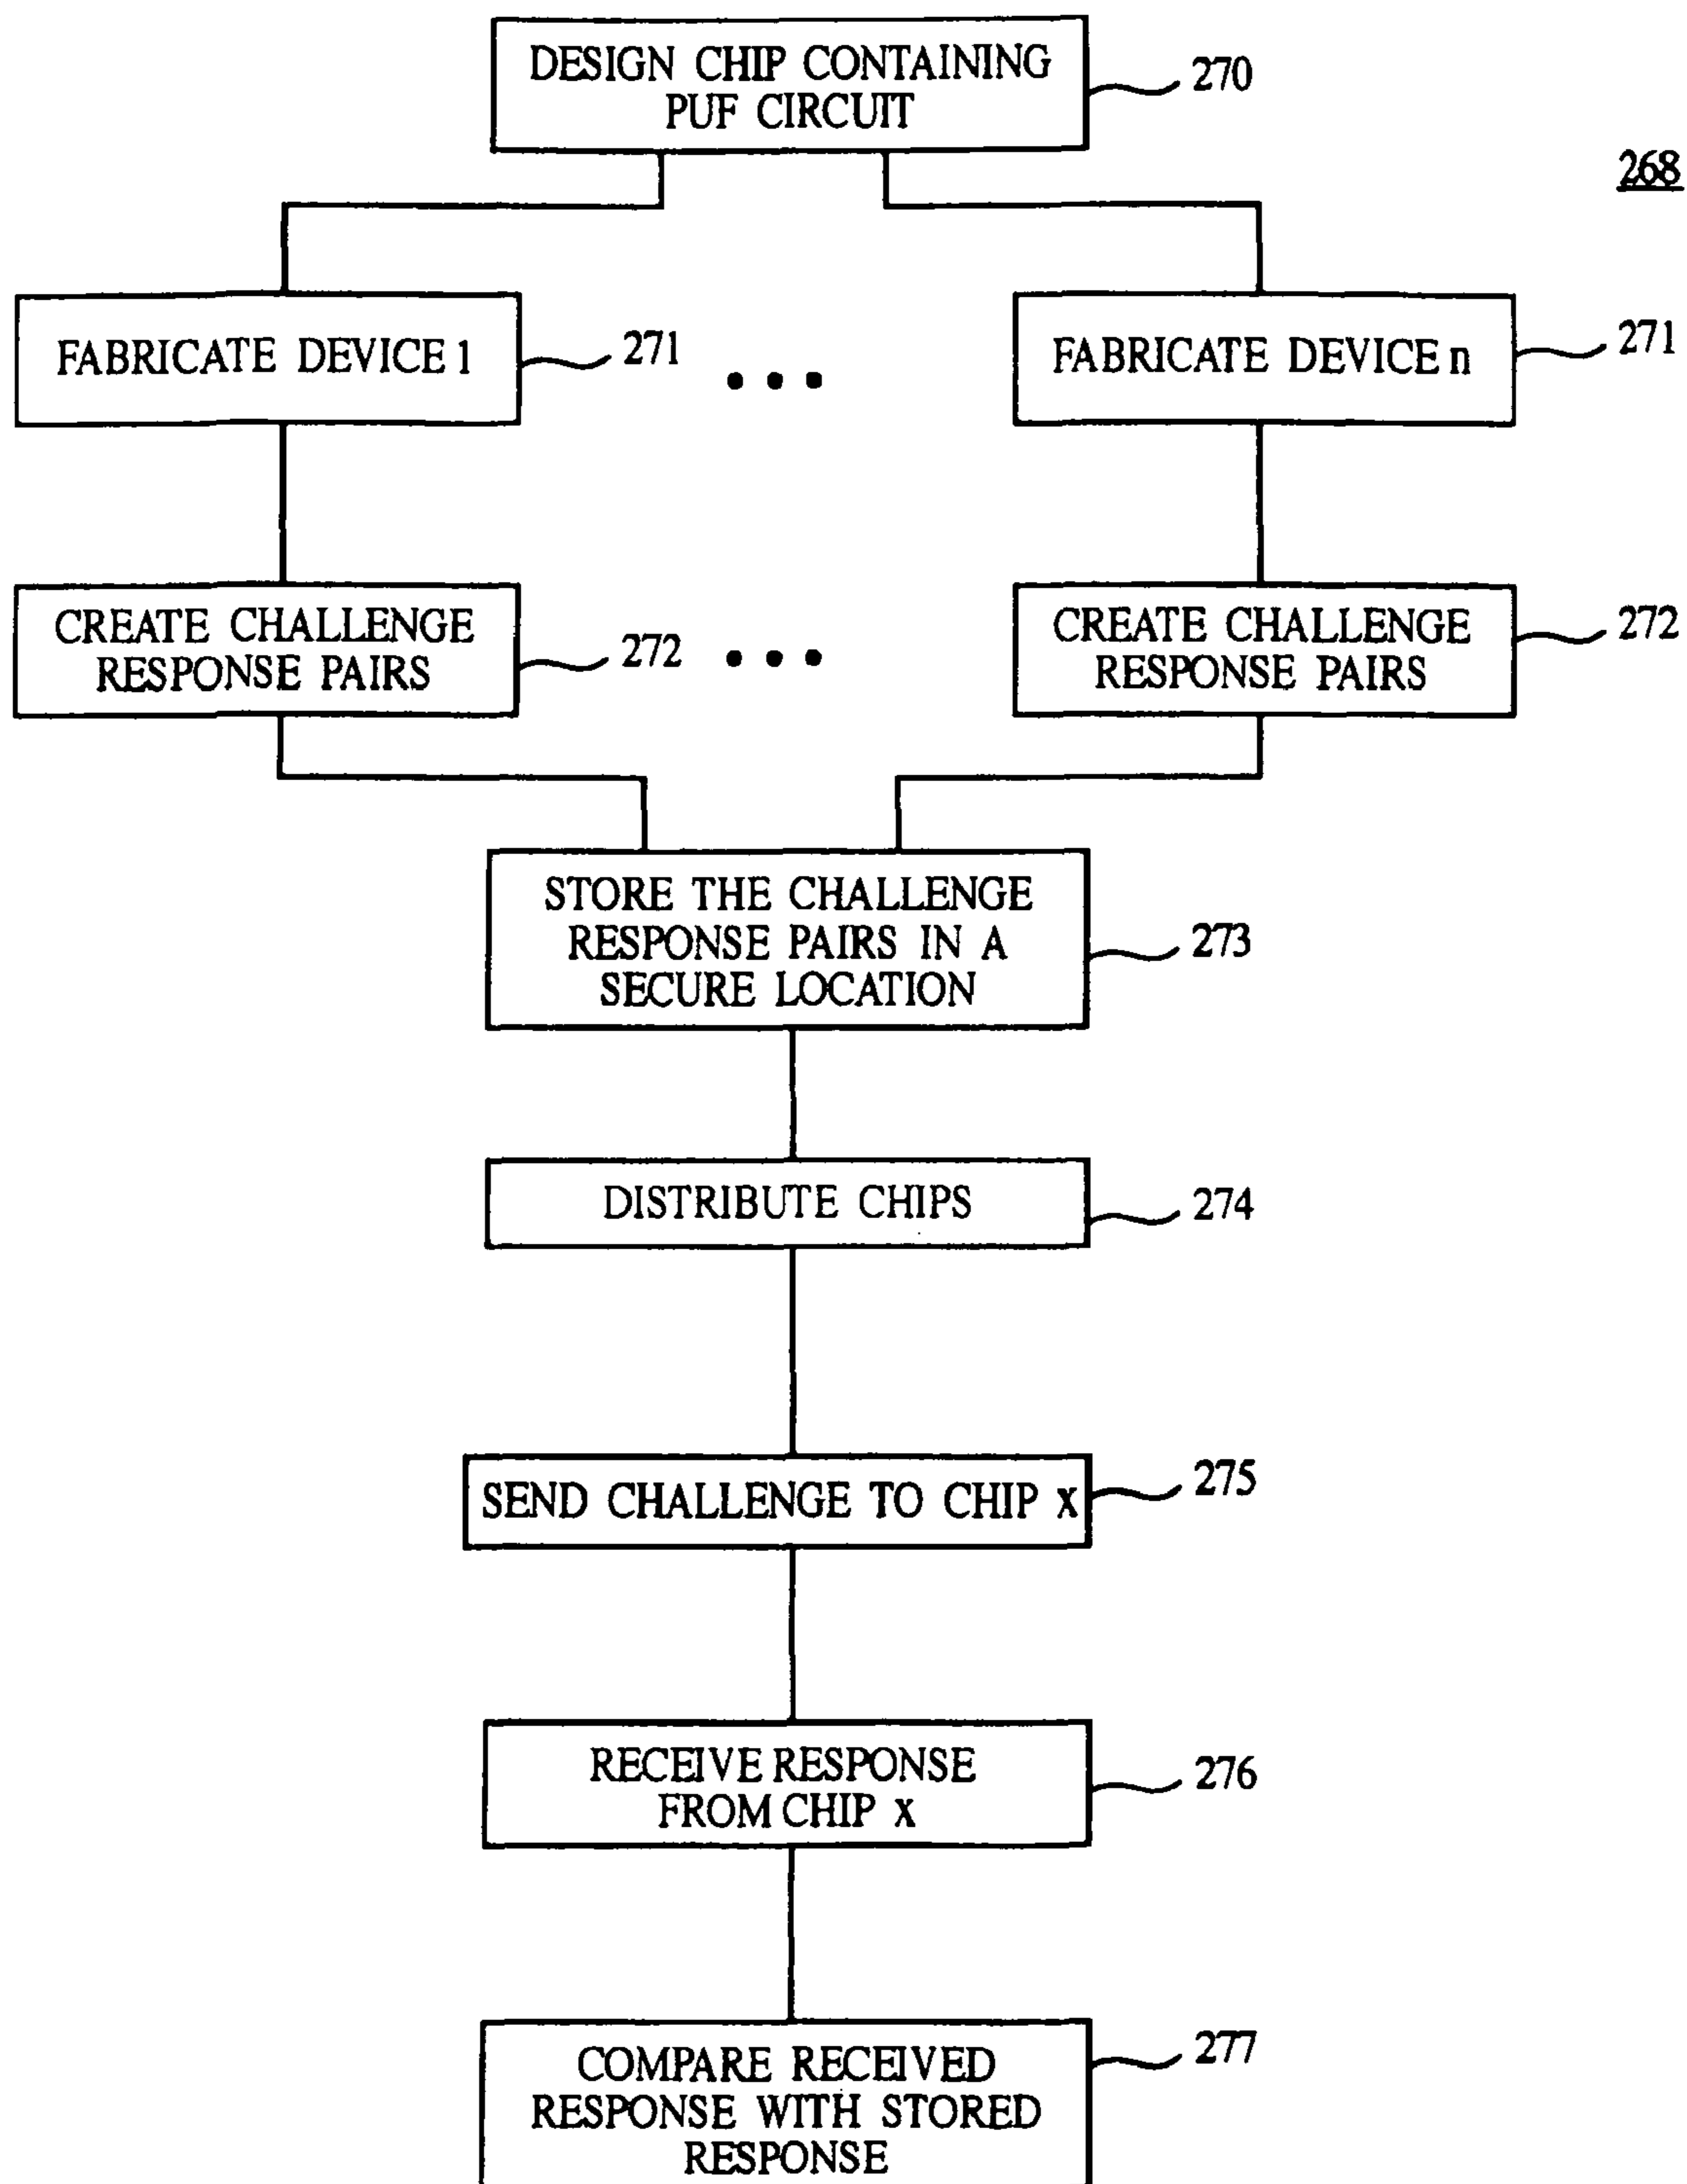 DESIGN CHIP CONTAINING
PUF CIRCUIT
270
268
FABRICATE DEVICE 1
271
• • •
FABRICATE DEVICE n
271
CREATE CHALLENGE
RESPONSE PAIRS
272
• • •
CREATE CHALLENGE
RESPONSE PAIRS
272
STORE THE CHALLENGE
RESPONSE PAIRS IN A
SECURE LOCATION
273
DISTRIBUTE CHIPS
274
SEND CHALLENGE TO CHIP X
275
RECEIVE RESPONSE
FROM CHIP X
276
COMPARE RECEIVED
RESPONSE WITH STORED
RESPONSE
277